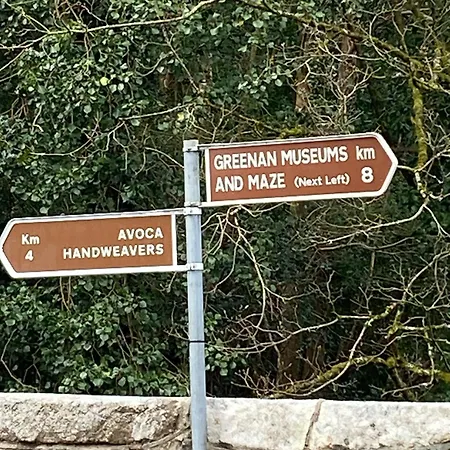 GREENAN MUSEUMS km
AND MAZE (Next Left) 8
Km AVOCA
4 HANDWEAVERS